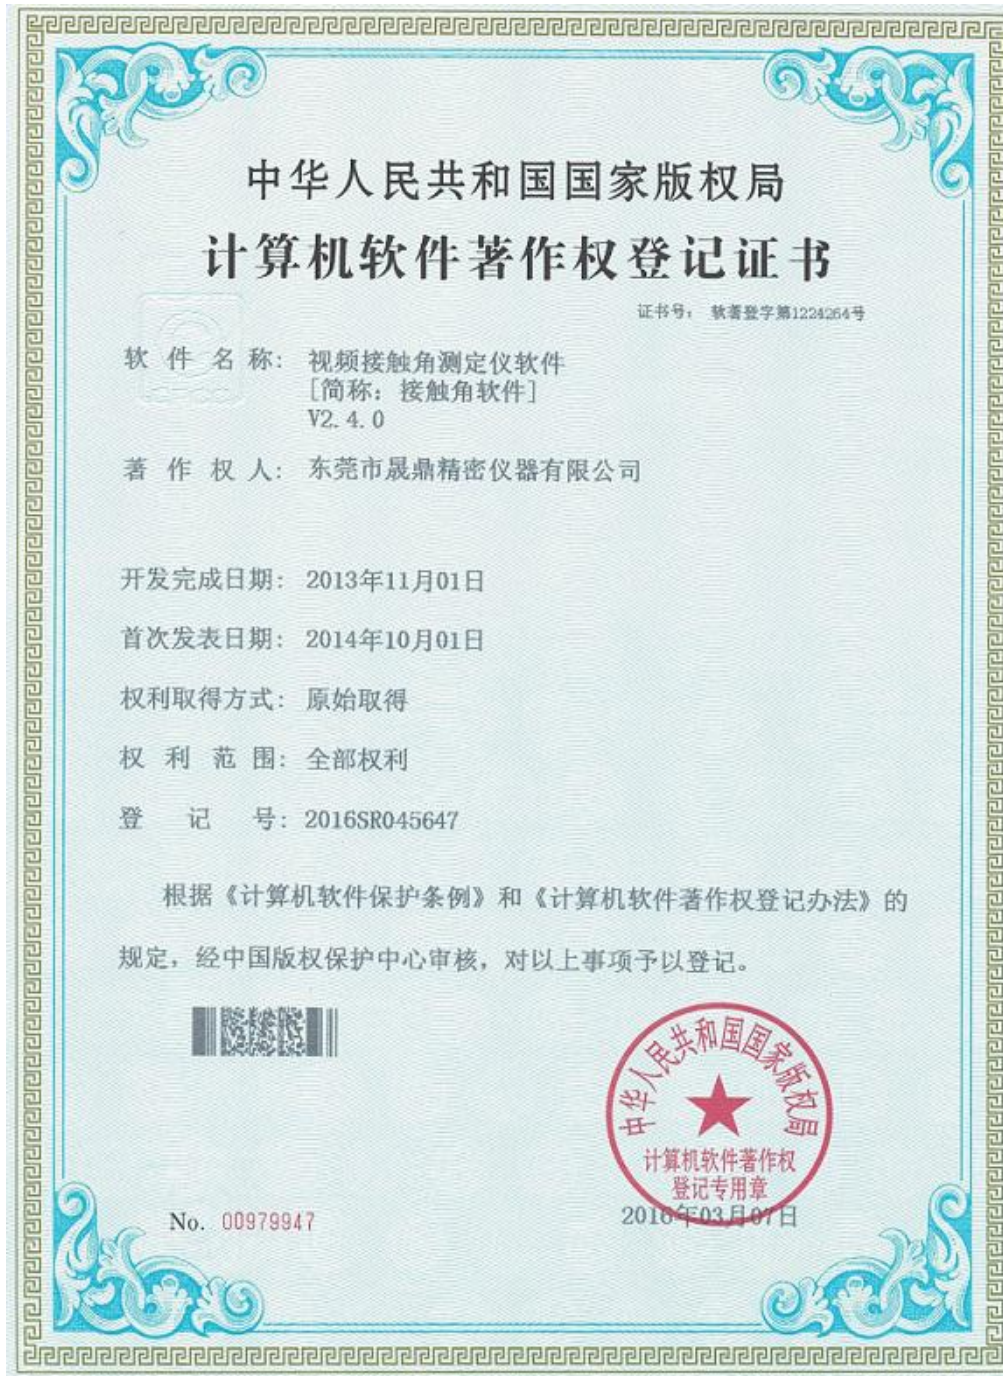 中华人民共和国国家版权局
计算机软件著作权登记证书
证书号： 软著登字第1224264号
软件名称： 视频接触角测定仪软件
[简称：接触角软件]
V2.4.0
著作权人： 东莞市晟鼎精密仪器有限公司
开发完成日期： 2013年11月01日
首次发表日期： 2014年10月01日
权利取得方式： 原始取得
权利范围： 全部权利
登记号： 2016SR045647
根据《计算机软件保护条例》和《计算机软件著作权登记办法》的
规定，经中国版权保护中心审核，对以上事项予以登记。
中华人民共和国国家版权局
计算机软件著作权
登记专用章
No. 00979947
2016年03月07日